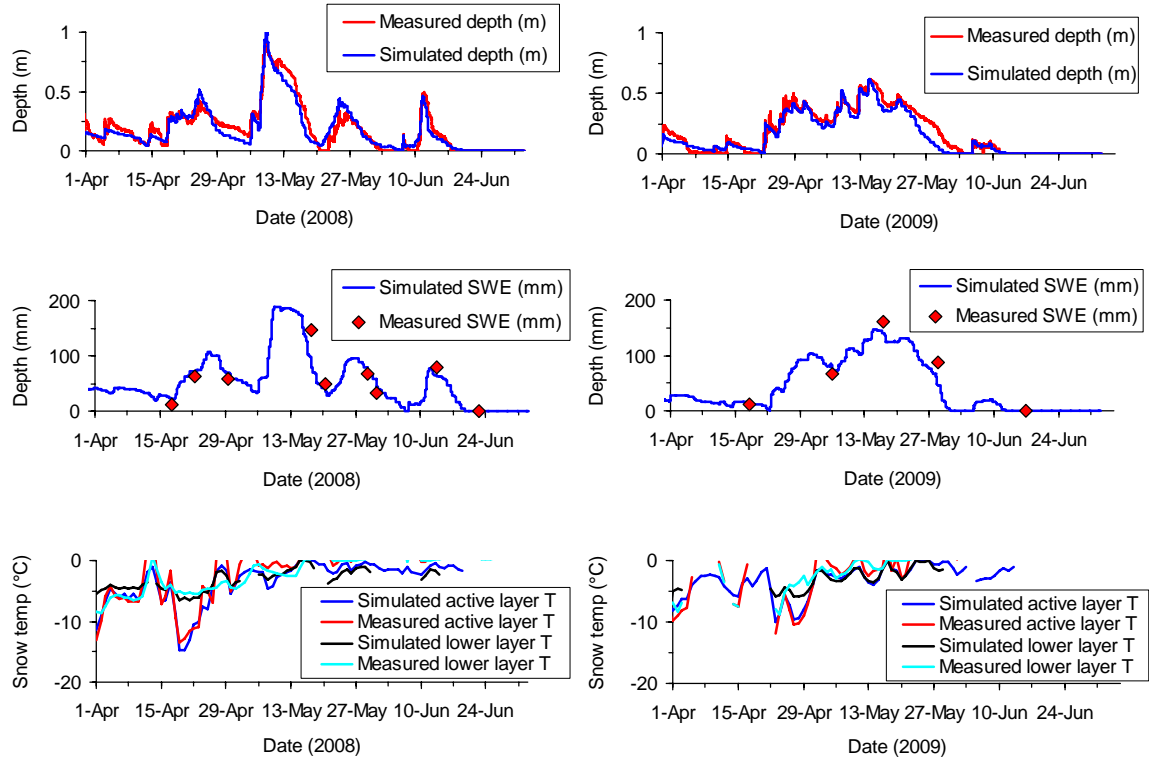 Measured depth (m)
Simulated depth (m)
1
0.5
0
Depth (m)
1-Apr 15-Apr 29-Apr 13-May 27-May 10-Jun 24-Jun
Date (2008)
Measured depth (m)
Simulated depth (m)
1
0.5
0
Depth (m)
1-Apr 15-Apr 29-Apr 13-May 27-May 10-Jun 24-Jun
Date (2009)
Simulated SWE (mm)
Measured SWE (mm)
200
100
0
Depth (mm)
1-Apr 15-Apr 29-Apr 13-May 27-May 10-Jun 24-Jun
Date (2008)
Simulated SWE (mm)
Measured SWE (mm)
200
100
0
Depth (mm)
1-Apr 15-Apr 29-Apr 13-May 27-May 10-Jun 24-Jun
Date (2009)
0
-10
-20
Snow temp (°C)
Simulated active layer T
Measured active layer T
Simulated lower layer T
Measured lower layer T
1-Apr 15-Apr 29-Apr 13-May 27-May 10-Jun 24-Jun
Date (2008)
0
-10
-20
Snow temp (°C)
Simulated active layer T
Measured active layer T
Simulated lower layer T
Measured lower layer T
1-Apr 15-Apr 29-Apr 13-May 27-May 10-Jun 24-Jun
Date (2009)